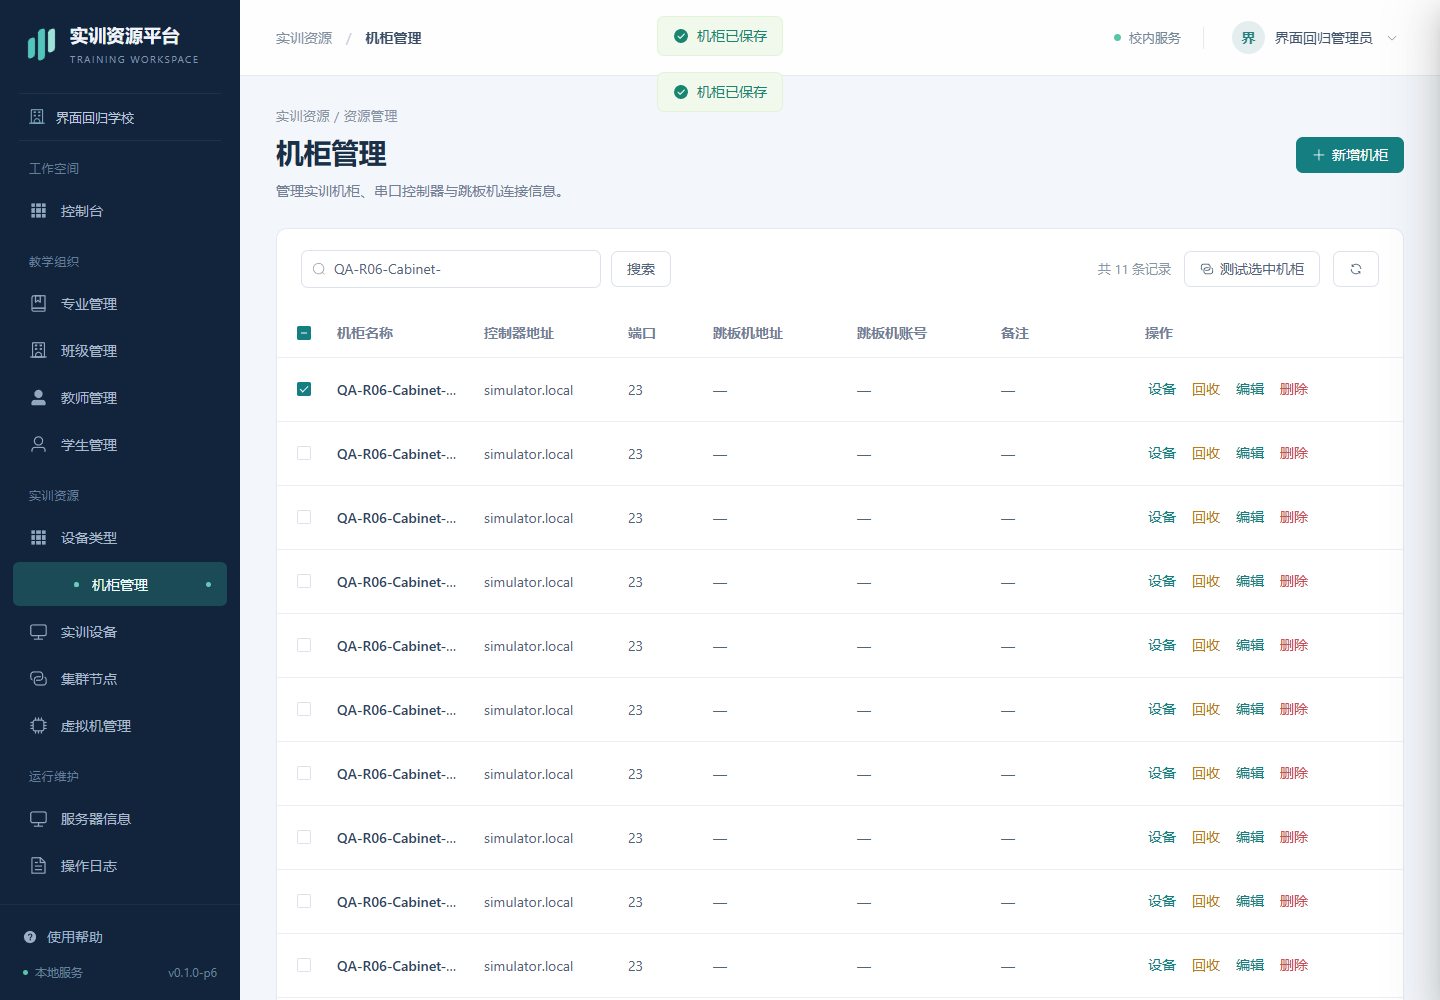 实训资源平台
TRAINING WORKSPACE
界面回归学校
工作空间
控制台
教学组织
专业管理
班级管理
教师管理
学生管理
实训资源
设备类型
机柜管理
实训设备
集群节点
虚拟机管理
运行维护
服务器信息
操作日志
使用帮助
本地服务 v0.1.0-p6
实训资源 / 机柜管理
机柜已保存
机柜已保存
校内服务
界 界面回归管理员
实训资源 / 资源管理
机柜管理
管理实训机柜、串口控制器与跳板机连接信息。
新增机柜
QA-R06-Cabinet- 搜索 共 11 条记录 测试选中机柜
机柜名称 控制器地址 端口 跳板机地址 跳板机账号 备注 操作
QA-R06-Cabinet-... simulator.local 23 — — — 设备 回收 编辑 删除
QA-R06-Cabinet-... simulator.local 23 — — — 设备 回收 编辑 删除
QA-R06-Cabinet-... simulator.local 23 — — — 设备 回收 编辑 删除
QA-R06-Cabinet-... simulator.local 23 — — — 设备 回收 编辑 删除
QA-R06-Cabinet-... simulator.local 23 — — — 设备 回收 编辑 删除
QA-R06-Cabinet-... simulator.local 23 — — — 设备 回收 编辑 删除
QA-R06-Cabinet-... simulator.local 23 — — — 设备 回收 编辑 删除
QA-R06-Cabinet-... simulator.local 23 — — — 设备 回收 编辑 删除
QA-R06-Cabinet-... simulator.local 23 — — — 设备 回收 编辑 删除
QA-R06-Cabinet-... simulator.local 23 — — — 设备 回收 编辑 删除